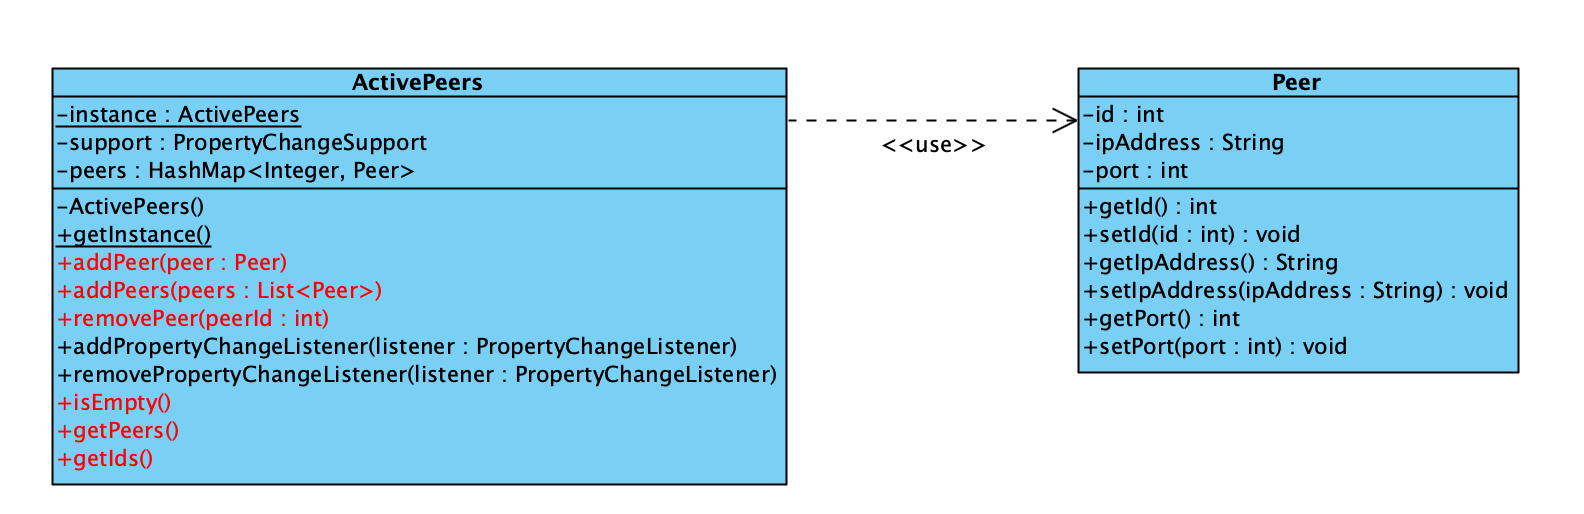 ActivePeers
-instance : ActivePeers
-support : PropertyChangeSupport
-peers : HashMap<Integer, Peer>
-ActivePeers()
+getInstance()
+addPeer(peer : Peer)
+addPeers(peers : List<Peer>)
+removePeer(peerId : int)
+addPropertyChangeListener(listener : PropertyChangeListener)
+removePropertyChangeListener(listener : PropertyChangeListener)
+isEmpty()
+getPeers()
+getIds()
<<use>>
Peer
-id : int
-ipAddress : String
-port : int
+getId() : int
+setId(id : int) : void
+getIpAddress() : String
+setIpAddress(ipAddress : String) : void
+getPort() : int
+setPort(port : int) : void